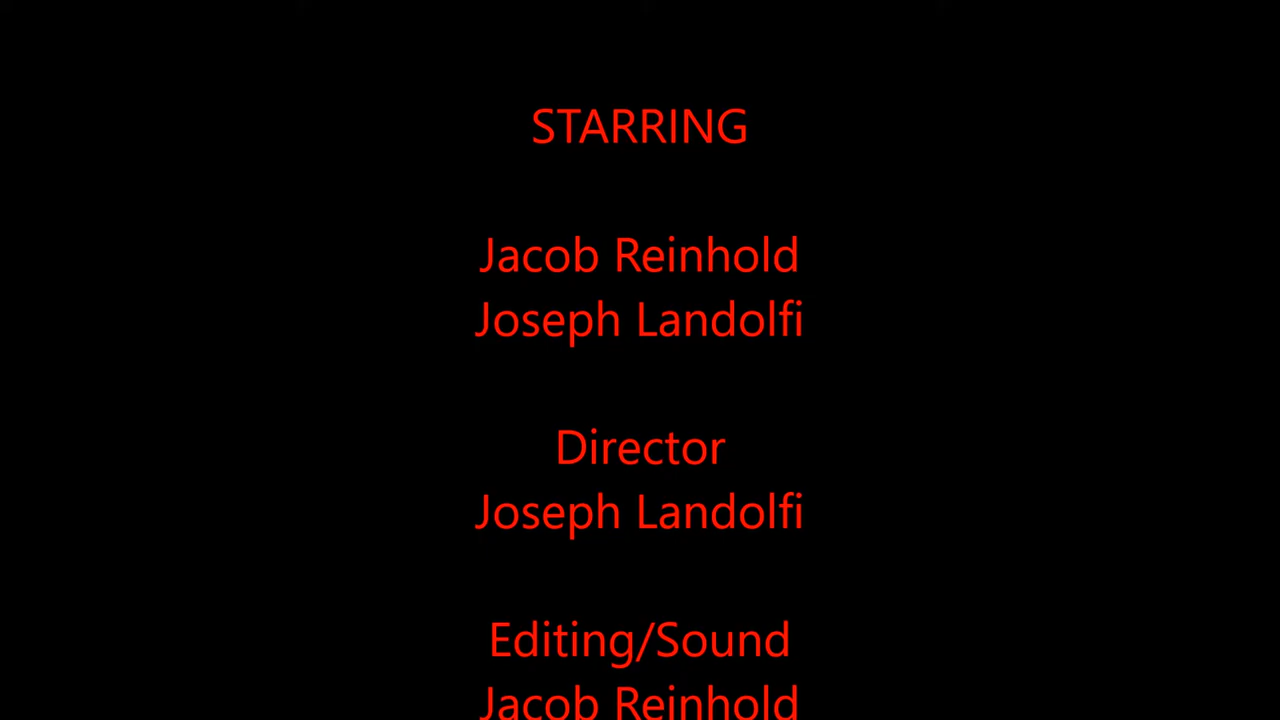 STARRING
Jacob Reinhold
Joseph Landolfi
Director
Joseph Landolfi
Editing/Sound
Jacob Reinhold